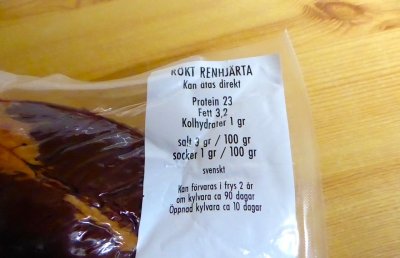 RÖKT RENHJÄRTA
Kan ätas direkt
Protein 23
Fett 3,2
Kolhydrater 1 gr
salt 3 gr / 100 gr
socker 1 gr / 100 gr
svenskt
Kan förvaras i frys 2 år
om kylvara ca 90 dagar
Öppnad kylvara ca 10 dagar